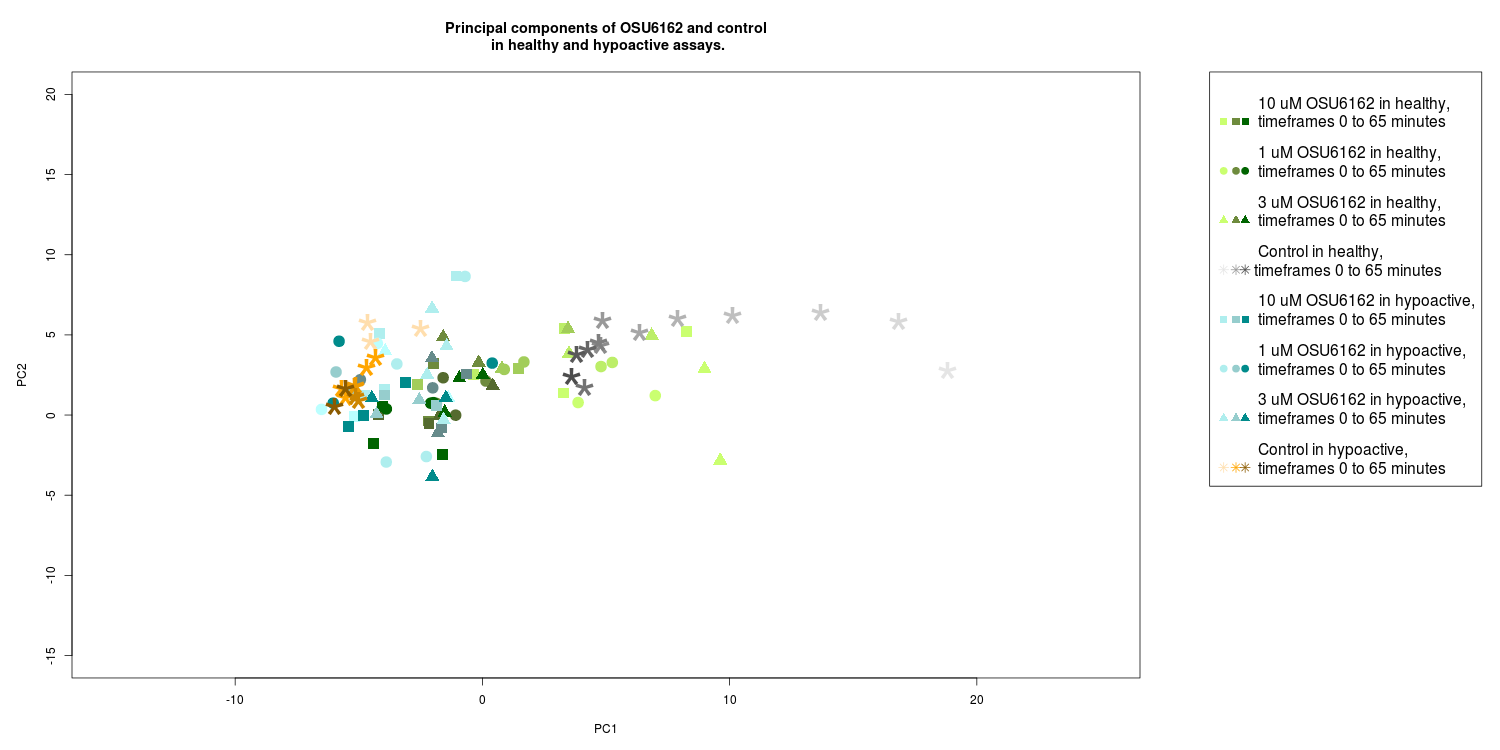 Principal components of OSU6162 and control
in healthy and hypoactive assays.
20
15
10
5
0
-5
-10
-15
PC2
-10
0
10
20
PC1
10 uM OSU6162 in healthy,
timeframes 0 to 65 minutes
1 uM OSU6162 in healthy,
timeframes 0 to 65 minutes
3 uM OSU6162 in healthy,
timeframes 0 to 65 minutes
Control in healthy,
timeframes 0 to 65 minutes
10 uM OSU6162 in hypoactive,
timeframes 0 to 65 minutes
1 uM OSU6162 in hypoactive,
timeframes 0 to 65 minutes
3 uM OSU6162 in hypoactive,
timeframes 0 to 65 minutes
Control in hypoactive,
timeframes 0 to 65 minutes